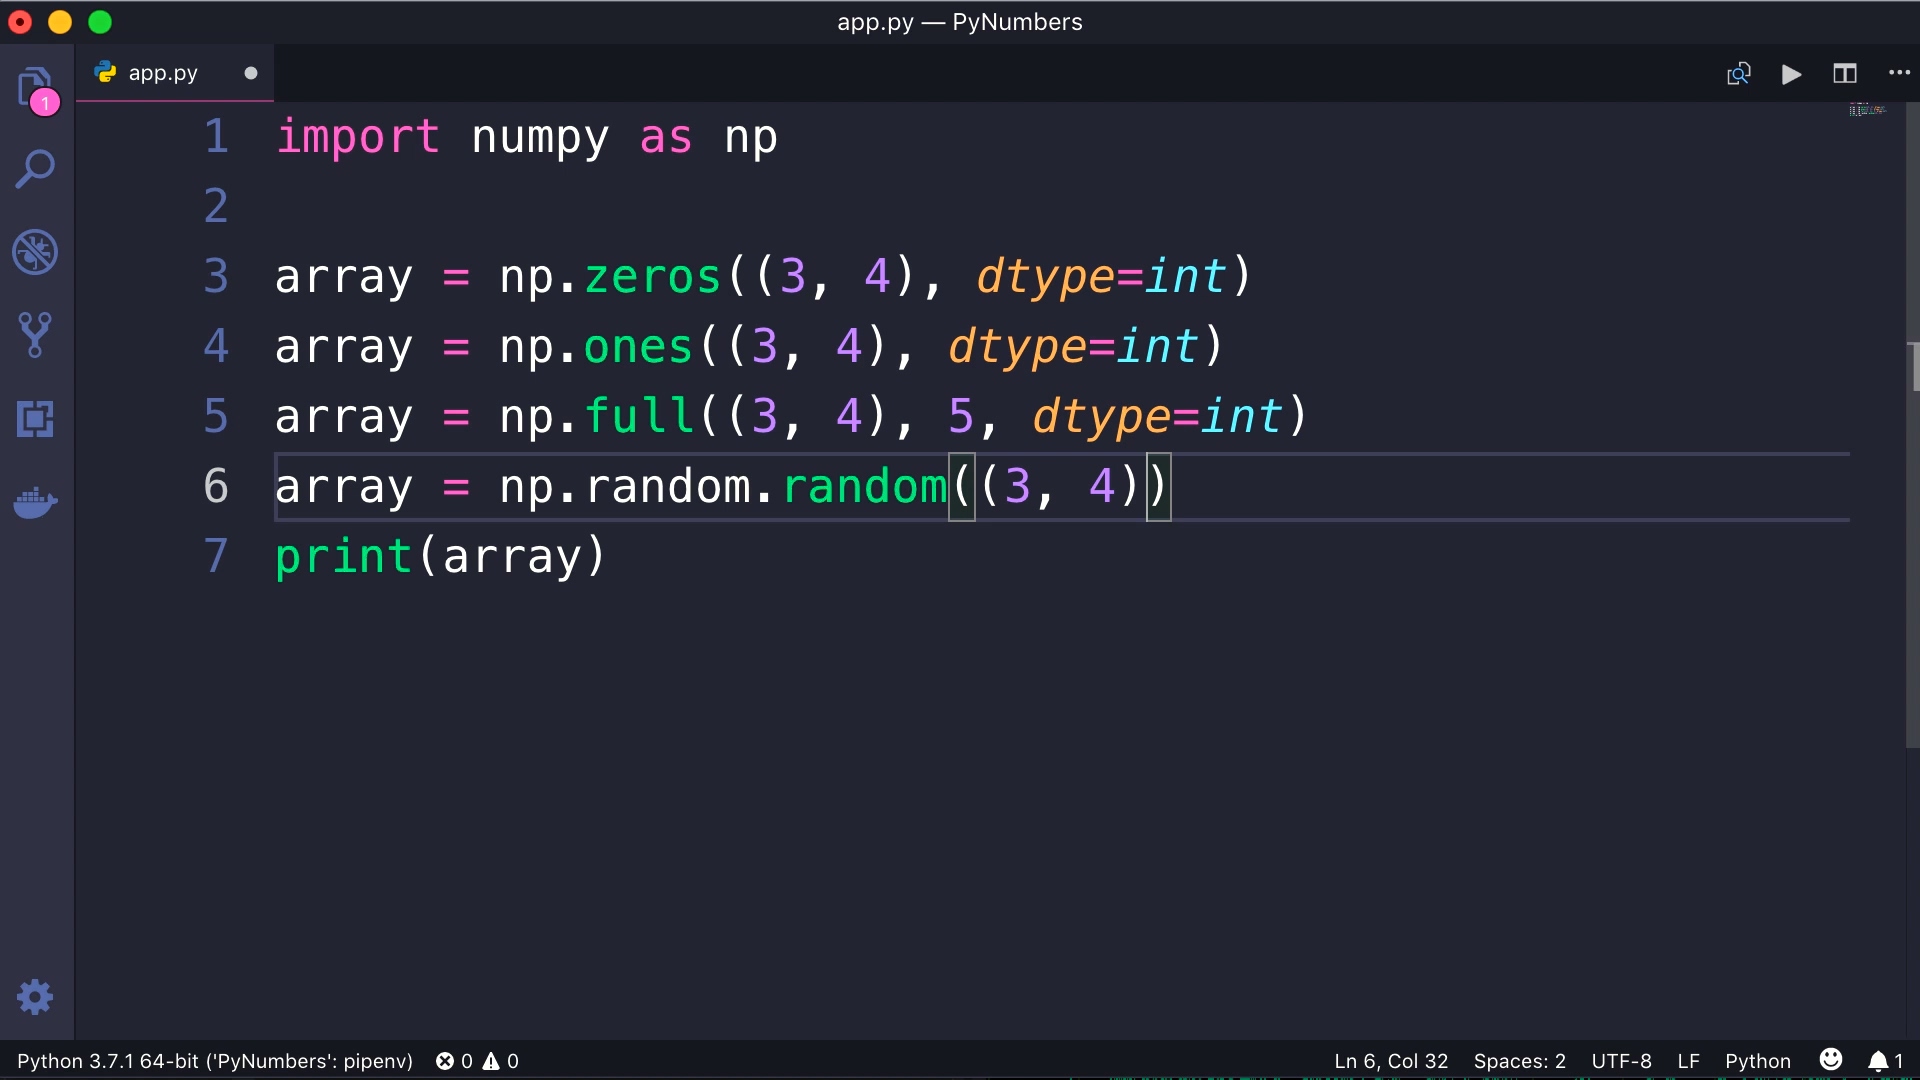 app.py — PyNumbers
app.py
1
1 import numpy as np
2
3 array = np.zeros((3, 4), dtype=int)
4 array = np.ones((3, 4), dtype=int)
5 array = np.full((3, 4), 5, dtype=int)
6 array = np.random.random((3, 4))
7 print(array)
Python 3.7.1 64-bit ('PyNumbers': pipenv) 0 0 Ln 6, Col 32 Spaces: 2 UTF-8 LF Python 1